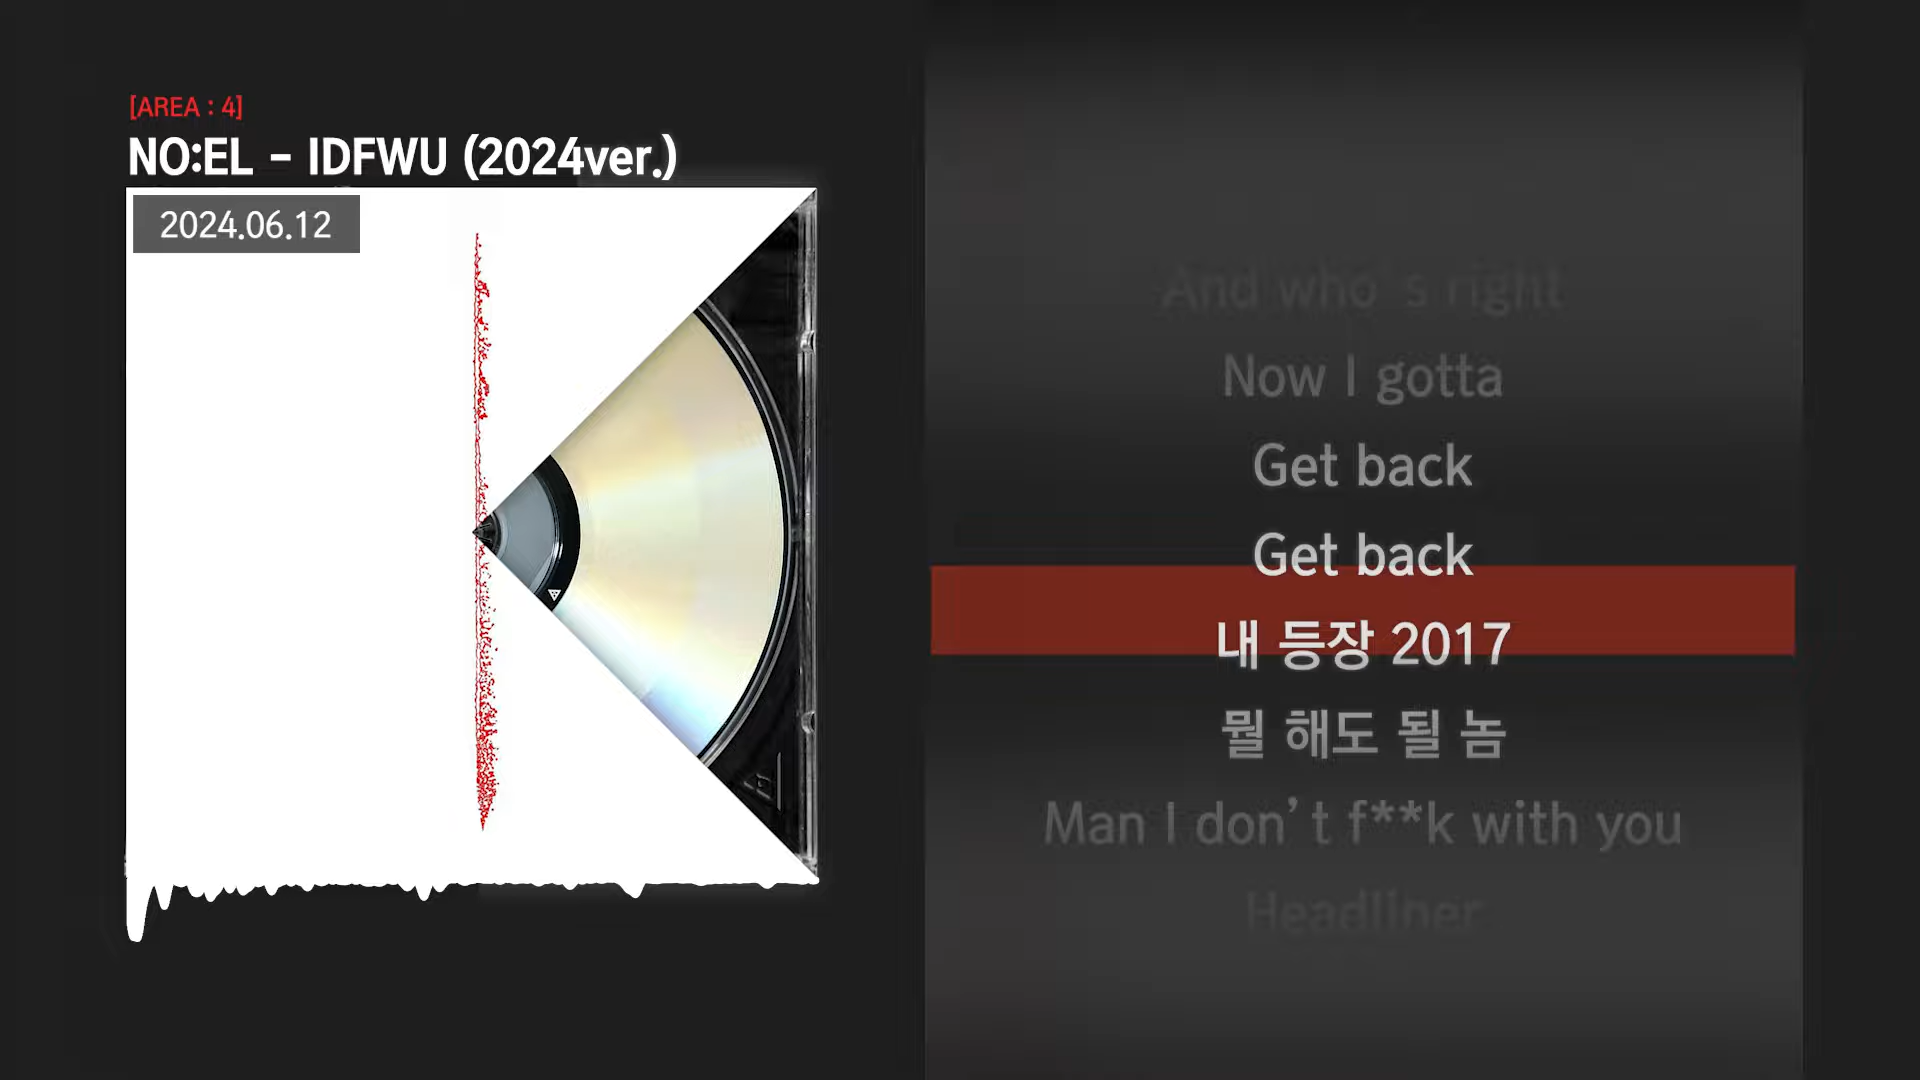 [AREA : 4]
NO:EL - IDFWU (2024ver.)
2024.06.12
And who's right
Now I gotta
Get back
Get back
내 등장 2017
뭘 해도 될 놈
Man I don't f**k with you
Headliner